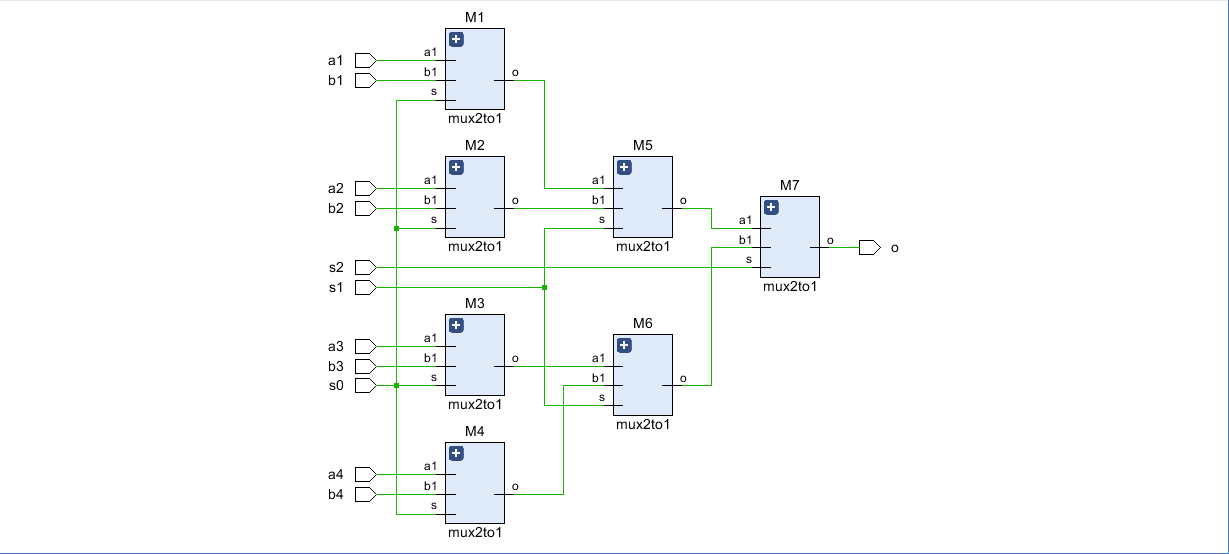 M1
a1 a1
b1 b1 o
s
mux2to1
M2 M5
a2 a1 a1
b2 b1 o b1 o
s s
mux2to1 mux2to1
M7
a1
b1 o o
s2 s
s1 mux2to1
M3 M6
a3 a1
b3 b1 o a1
s0 s b1 o
mux2to1 s
mux2to1
M4
a4 a1
b4 b1 o
s
mux2to1